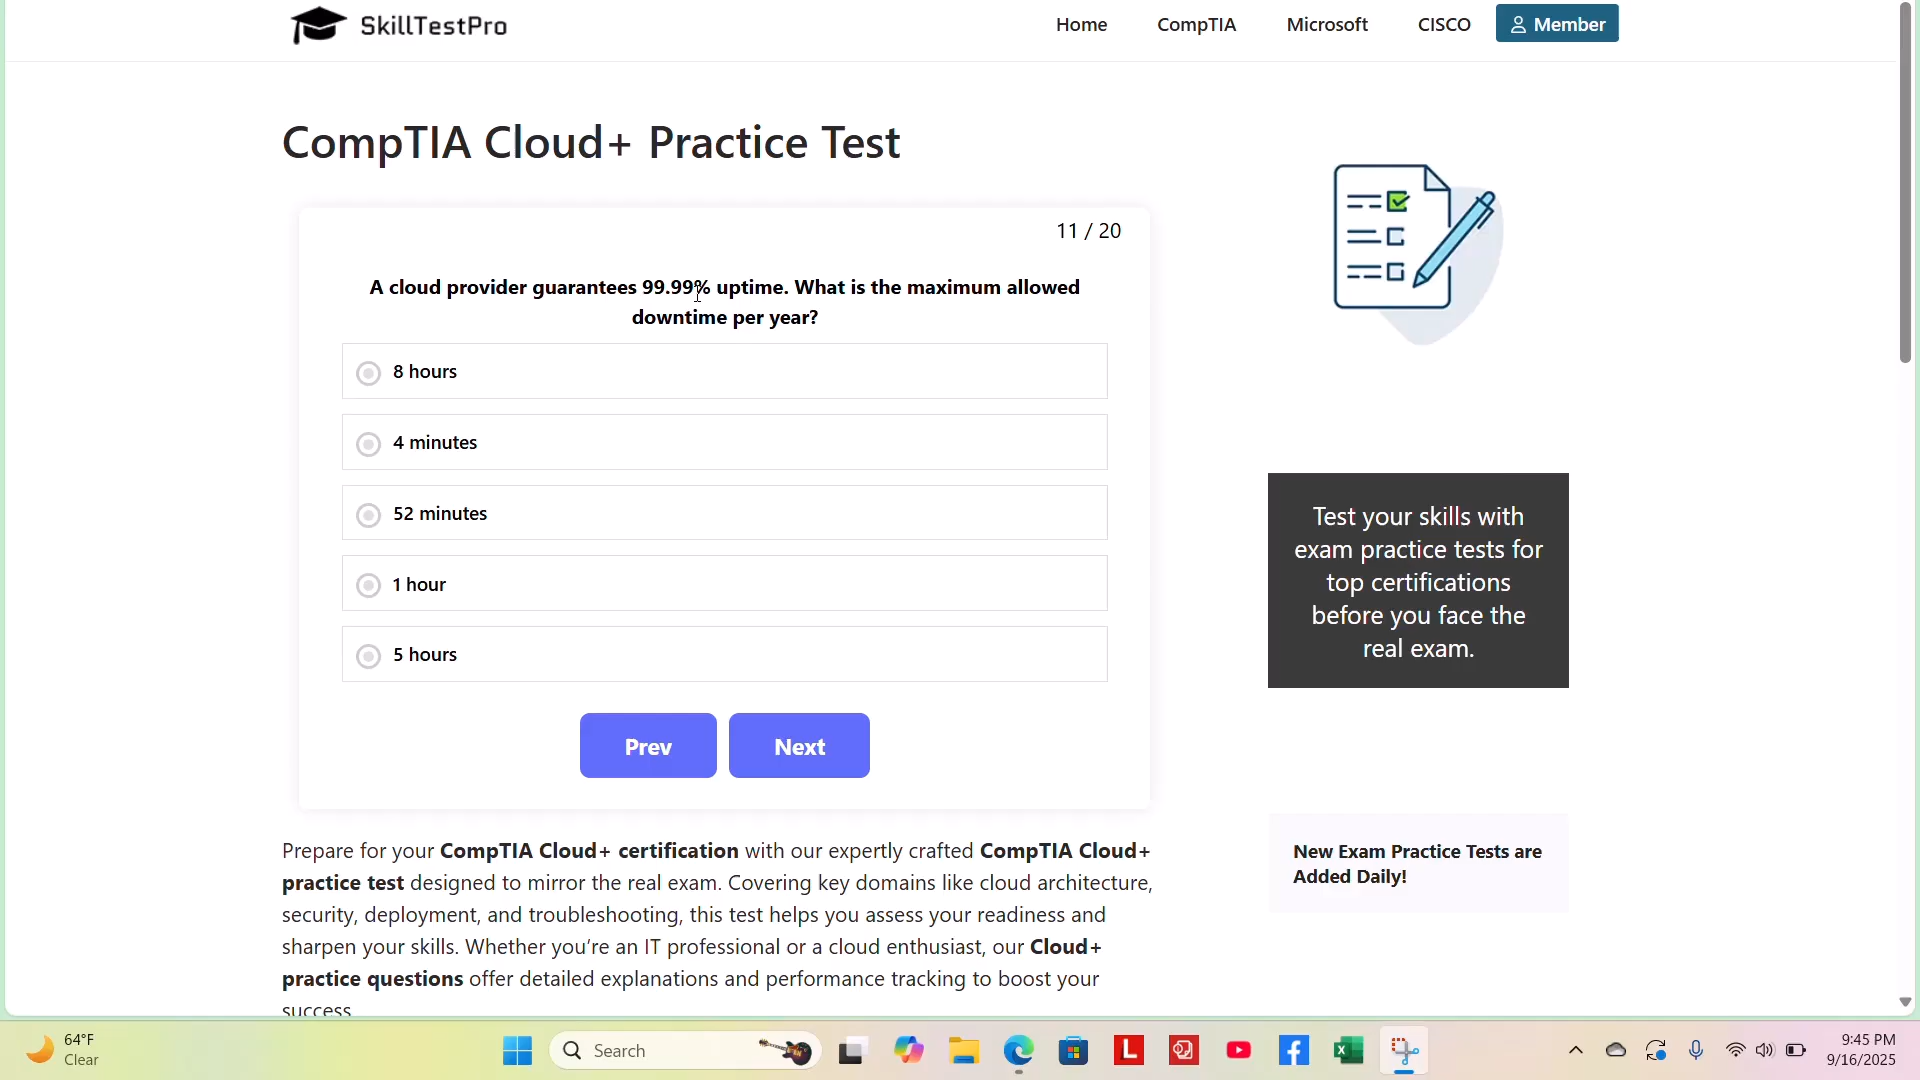 SkillTestPro
Home
CompTIA
Microsoft
CISCO
Member
CompTIA Cloud+ Practice Test
11 / 20
A cloud provider guarantees 99.99% uptime. What is the maximum allowed
downtime per year?
8 hours
4 minutes
52 minutes
1 hour
5 hours
Prev
Next
Test your skills with
exam practice tests for
top certifications
before you face the
real exam.
Prepare for your CompTIA Cloud+ certification with our expertly crafted CompTIA Cloud+
practice test designed to mirror the real exam. Covering key domains like cloud architecture,
security, deployment, and troubleshooting, this test helps you assess your readiness and
sharpen your skills. Whether you’re an IT professional or a cloud enthusiast, our Cloud+
practice questions offer detailed explanations and performance tracking to boost your
success
New Exam Practice Tests are
Added Daily!
64°F
Clear
Search
L
9:45 PM
9/16/2025